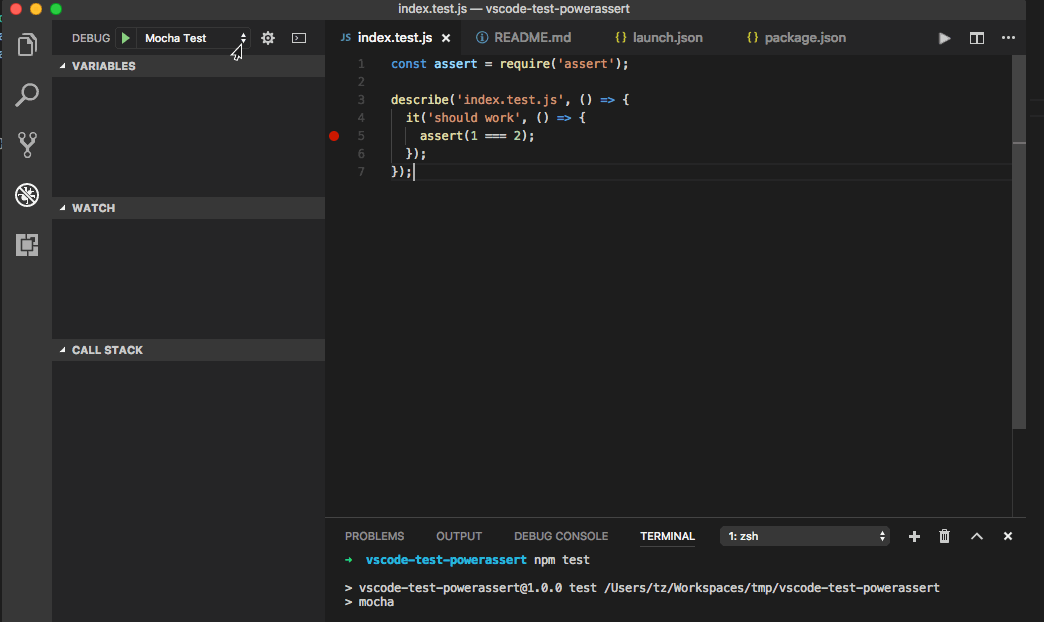 index.test.js — vscode-test-powerassert
DEBUG Mocha Test
VARIABLES
WATCH
CALL STACK
JS index.test.js × README.md {} launch.json {} package.json ...
1 const assert = require('assert');
2
3 describe('index.test.js', () => {
4 it('should work', () => {
5 assert(1 === 2);
6 });
7 });
PROBLEMS OUTPUT DEBUG CONSOLE TERMINAL 1: zsh
→ vscode-test-powerassert npm test
> vscode-test-powerassert@1.0.0 test /Users/tz/Workspaces/tmp/vscode-test-powerassert
> mocha